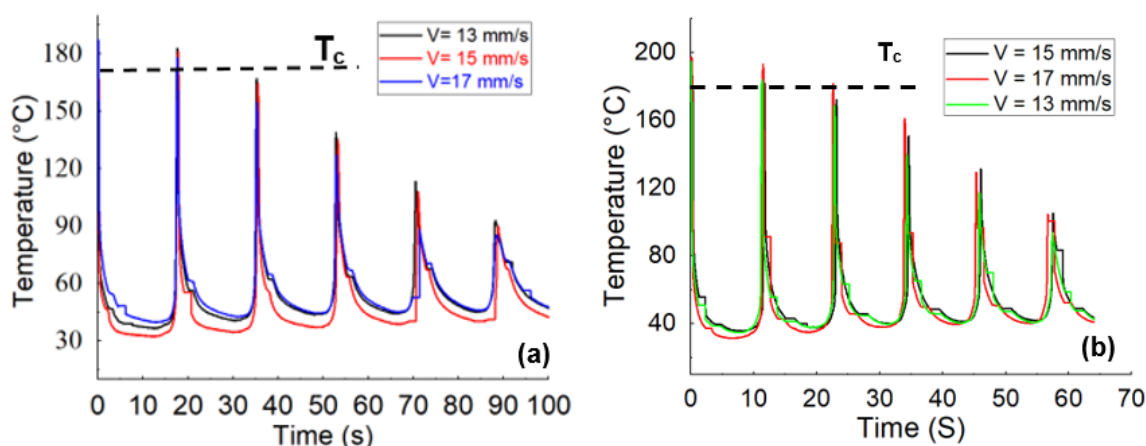 T_c
V= 13 mm/s
V= 15 mm/s
V=17 mm/s
Temperature (°C)
180
150
120
90
60
30
(a)
0 10 20 30 40 50 60 70 80 90 100
Time (s)
T_c
V = 15 mm/s
V = 17 mm/s
V = 13 mm/s
Temperature (°C)
200
160
120
80
40
(b)
0 10 20 30 40 50 60 70
Time (S)